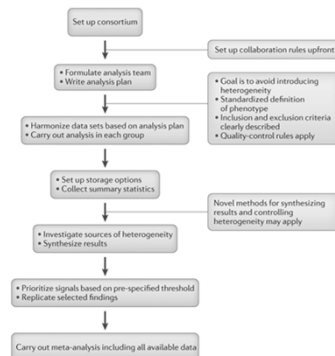 Set up consortium
Set up collaboration rules upfront
• Formulate analysis team
• Write analysis plan
• Goal is to avoid introducing
heterogeneity
• Standardized definition
of phenotype
• Inclusion and exclusion criteria
clearly described
• Quality-control rules apply
• Harmonize data sets based on analysis plan
• Carry out analysis in each group
• Set up storage options
• Collect summary statistics
Novel methods for synthesizing
results and controlling
heterogeneity may apply
• Investigate sources of heterogeneity
• Synthesize results
• Prioritize signals based on pre-specified threshold
• Replicate selected findings
Carry out meta-analysis including all available data